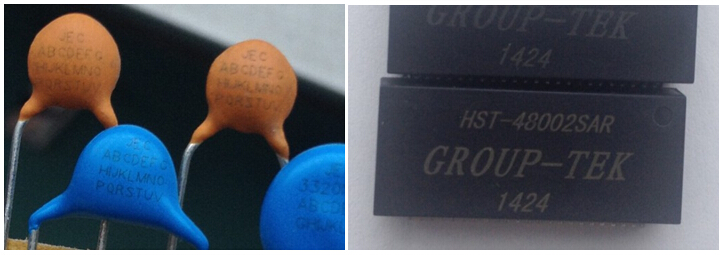 JEC
ABCDEFG
HIJKLMNO
PQRSTUV
JEC
ABCDEFG
HIJKLMNO
PQRSTUV
JEC
ABCDEFG
HIJKLMNO
PQRSTUV
GROUP-TEK
1424
HST-48002SAR
GROUP-TEK
1424